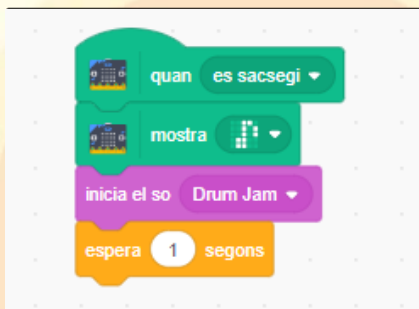 quan es sacsegi
mostra
inicia el so Drum Jam
espera 1 segons